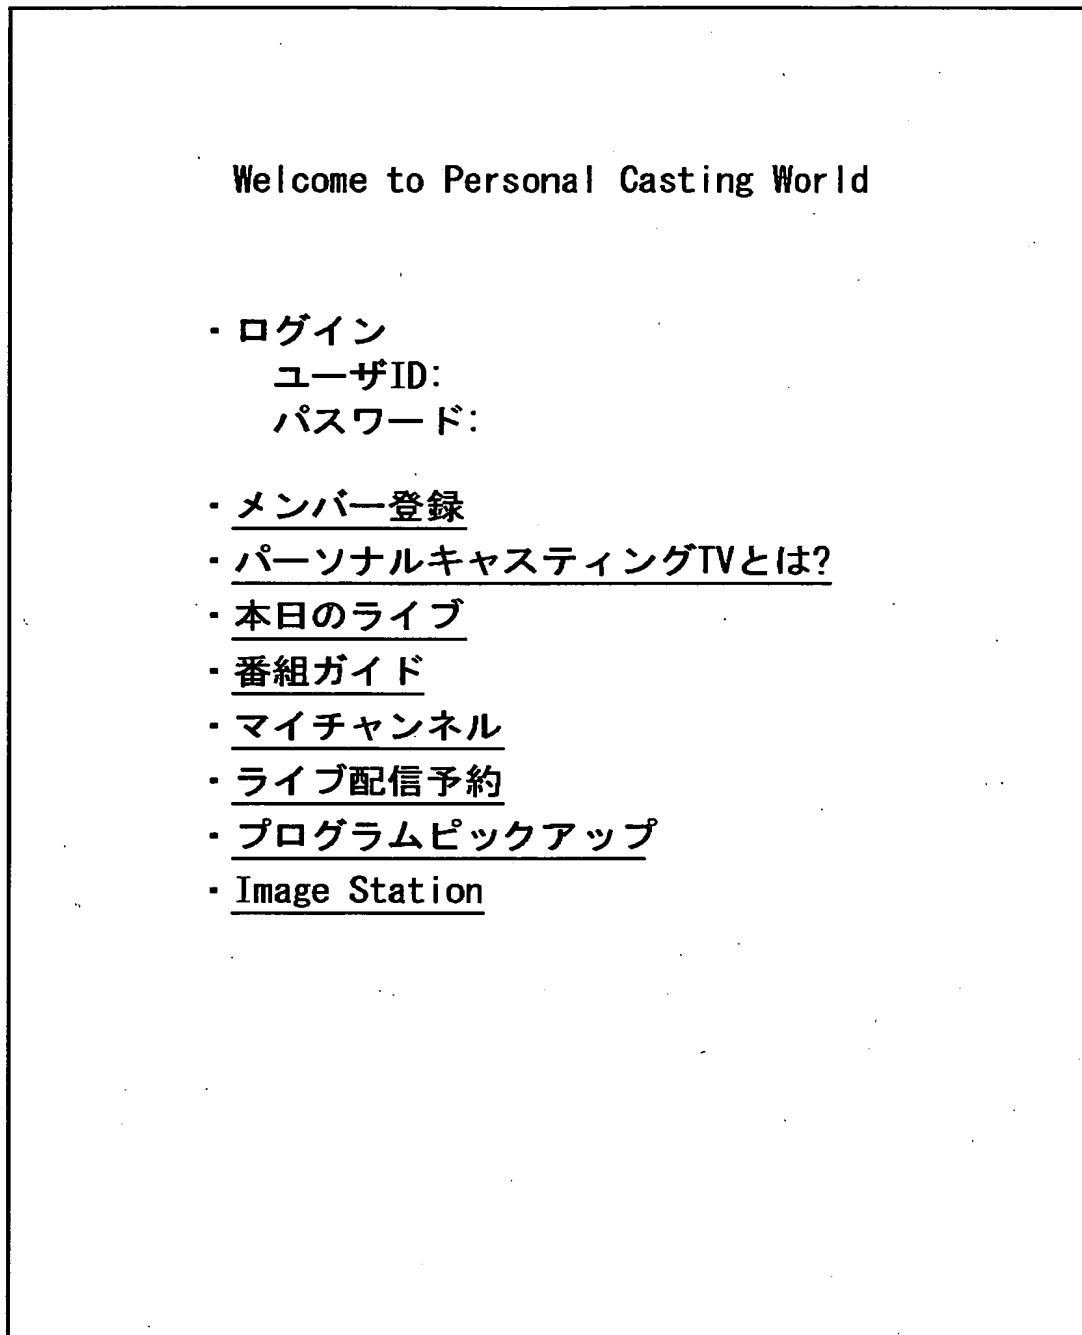 Welcome to Personal Casting World
・ログイン
ユーザID:
パスワード:
・メンバー登録
・パーソナルキャスティングTVとは?
・本日のライブ
・番組ガイド
・マイチャンネル
・ライブ配信予約
・プログラムピックアップ
・Image Station